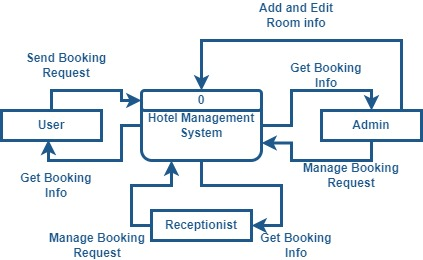 Add and Edit
Room info
Send Booking
Request
Get Booking
Info
0
Hotel Management
System
User
Admin
Get Booking
Info
Manage Booking
Request
Receptionist
Manage Booking
Request
Get Booking
Info